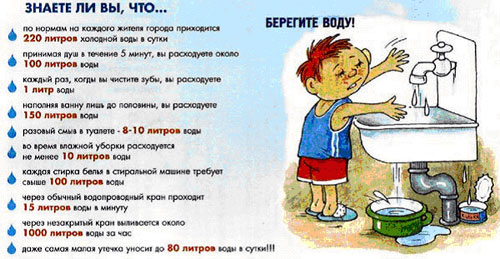 ЗНАЕТЕ ЛИ ВЫ, ЧТО...
по нормам на каждого жителя города приходится
220 литров холодной воды в сутки
принимая душ в течение 5 минут, вы расходуете около
100 литров воды
каждый раз, когды вы чистите зубы, вы расходуете
1 литр воды
наполняя ванну лишь до половины, вы расходуете
150 литров воды
разовый смыв в туалете - 8-10 литров воды
во время влажной уборки расходуется
не менее 10 литров воды
каждая стирка белья в стиральной машине требует
свыше 100 литров воды
через обычный водопроводный кран проходит
15 литров воды в минуту
через незакрытый кран выливается около
1000 литров воды за час
даже самая малая утечка уносит до 80 литров воды в сутки!!!
БЕРЕГИТЕ ВОДУ!